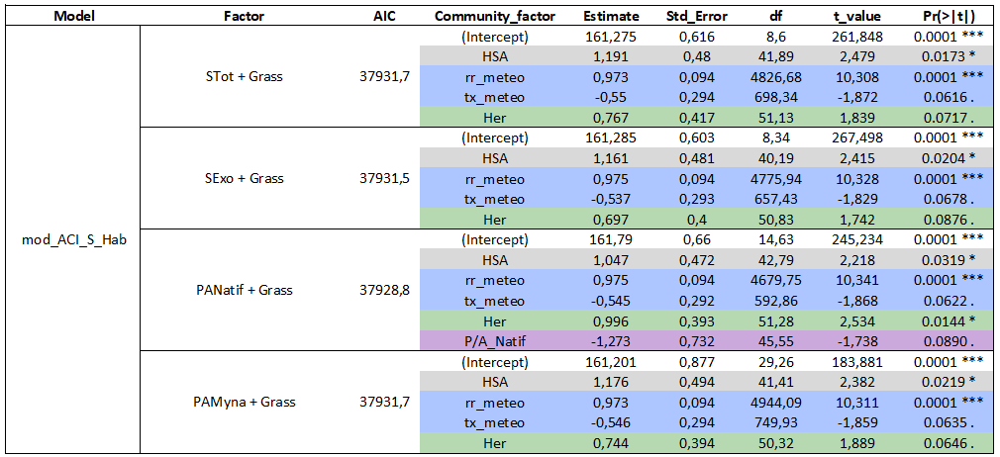 Model Factor AIC Community_factor Estimate Std_Error df t_value Pr(>|t|)
(Intercept) 161,275 0,616 8,6 261,848 0.0001 ***
HSA 1,191 0,48 41,89 2,479 0.0173 *
STot + Grass 37931,7 rr_meteo 0,973 0,094 4826,68 10,308 0.0001 ***
tx_meteo -0,55 0,294 698,34 -1,872 0.0616 .
Her 0,767 0,417 51,13 1,839 0.0717 .
(Intercept) 161,285 0,603 8,34 267,498 0.0001 ***
HSA 1,161 0,481 40,19 2,415 0.0204 *
SExo + Grass 37931,5 rr_meteo 0,975 0,094 4775,94 10,328 0.0001 ***
tx_meteo -0,537 0,293 657,43 -1,829 0.0678 .
Her 0,697 0,4 50,83 1,742 0.0876 .
mod_ACI_S_Hab (Intercept) 161,79 0,66 14,63 245,234 0.0001 ***
HSA 1,047 0,472 42,79 2,218 0.0319 *
PANatif + Grass 37928,8 rr_meteo 0,975 0,094 4679,75 10,341 0.0001 ***
tx_meteo -0,545 0,292 592,86 -1,868 0.0622 .
Her 0,996 0,393 51,28 2,534 0.0144 *
P/A_Natif -1,273 0,732 45,55 -1,738 0.0890 .
(Intercept) 161,201 0,877 29,26 183,881 0.0001 ***
HSA 1,176 0,494 41,41 2,382 0.0219 *
PAMyna + Grass 37931,7 rr_meteo 0,973 0,094 4944,09 10,311 0.0001 ***
tx_meteo -0,546 0,294 749,93 -1,859 0.0635 .
Her 0,744 0,394 50,32 1,889 0.0646 .